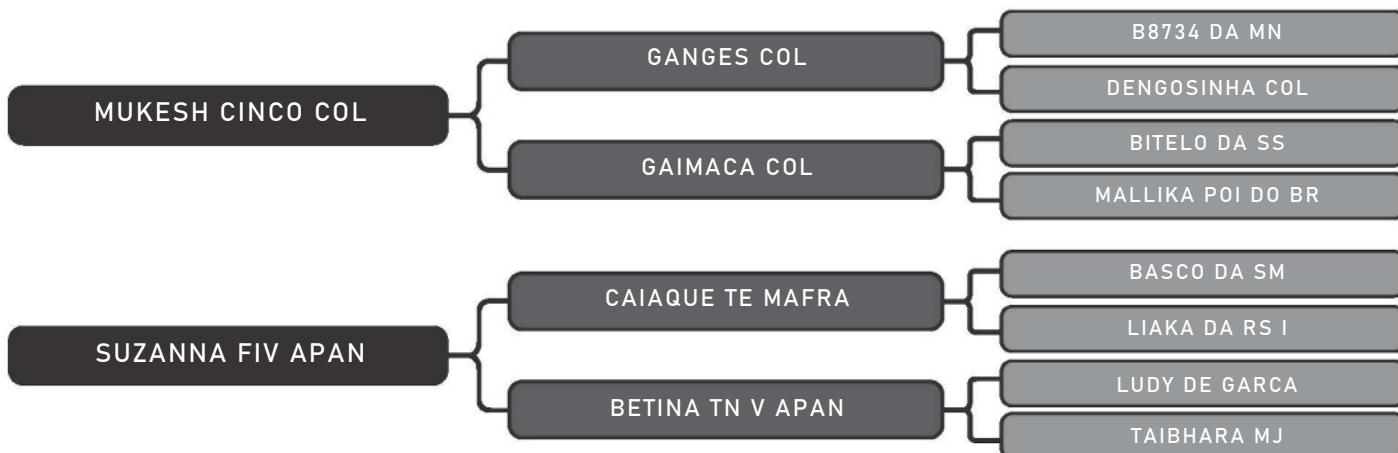 MUKESH CINCO COL
GANGES COL
B8734 DA MN
DENGOSINHA COL
GAIMACA COL
BITELO DA SS
MALLIKA POI DO BR
SUZANNA FIV APAN
CAIAQUE TE MAFRA
BASCO DA SM
LIAKA DA RS I
BETINA TN V APAN
LUDY DE GARCA
TAIBHARA MJ